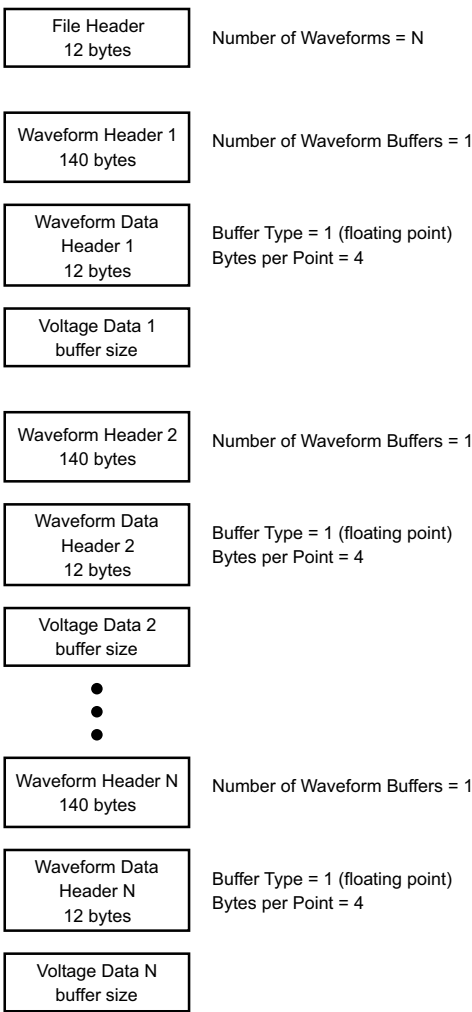 File Header
12 bytes
Number of Waveforms = N
Waveform Header 1
140 bytes
Number of Waveform Buffers = 1
Waveform Data
Header 1
12 bytes
Buffer Type = 1 (floating point)
Bytes per Point = 4
Voltage Data 1
buffer size
Waveform Header 2
140 bytes
Number of Waveform Buffers = 1
Waveform Data
Header 2
12 bytes
Buffer Type = 1 (floating point)
Bytes per Point = 4
Voltage Data 2
buffer size
Waveform Header N
140 bytes
Number of Waveform Buffers = 1
Waveform Data
Header N
12 bytes
Buffer Type = 1 (floating point)
Bytes per Point = 4
Voltage Data N
buffer size